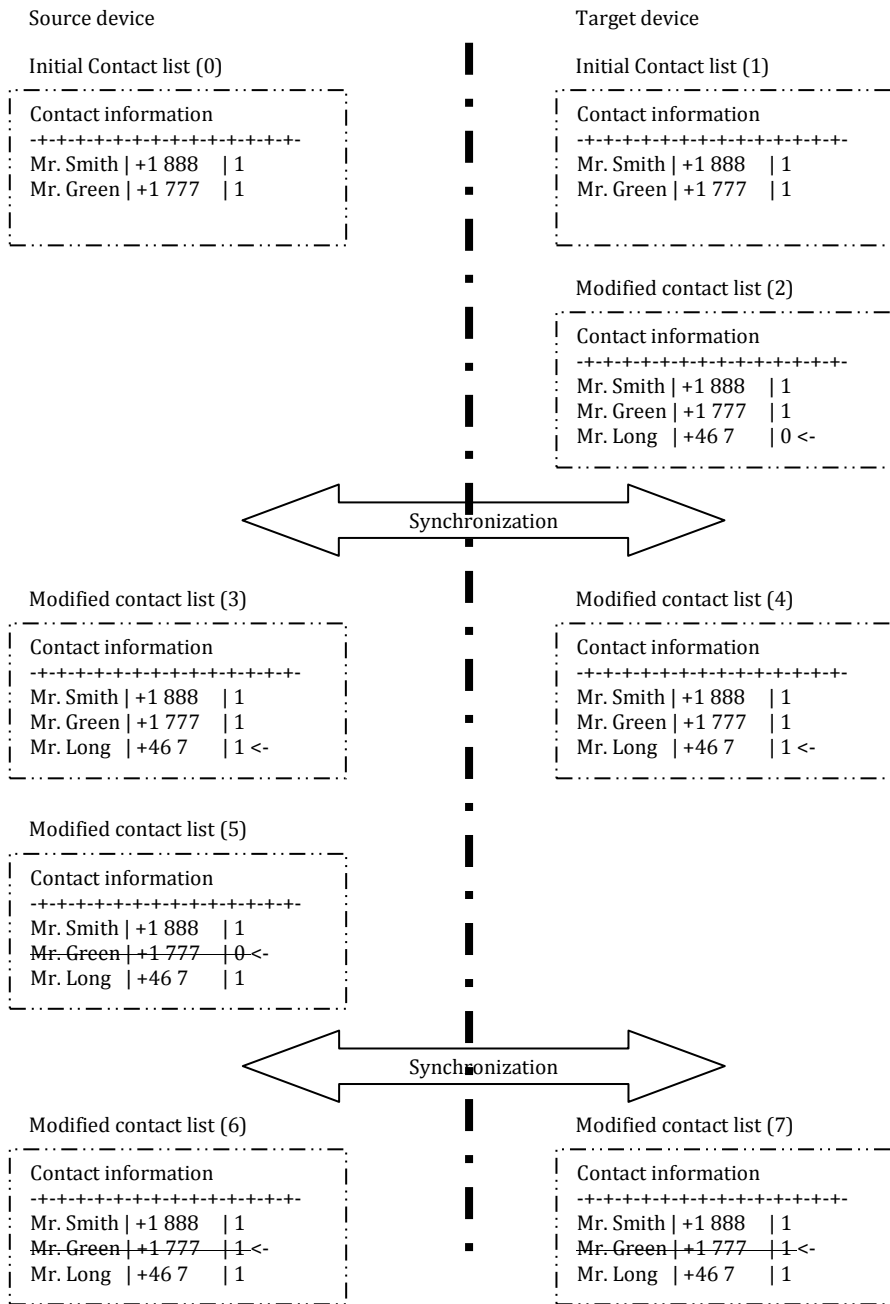 Source device
Target device
Initial Contact list (0)
Initial Contact list (1)
Contact information
-+-+-+-+-+-+-+-+-+-+-+-+-+-+-
Mr. Smith | +1 888 | 1
Mr. Green | +1 777 | 1
Contact information
-+-+-+-+-+-+-+-+-+-+-+-+-+-+-
Mr. Smith | +1 888 | 1
Mr. Green | +1 777 | 1
Modified contact list (2)
Contact information
-+-+-+-+-+-+-+-+-+-+-+-+-+-+-
Mr. Smith | +1 888 | 1
Mr. Green | +1 777 | 1
Mr. Long | +46 7 | 0 <-
Synchronization
Modified contact list (3)
Modified contact list (4)
Contact information
-+-+-+-+-+-+-+-+-+-+-+-+-+-+-
Mr. Smith | +1 888 | 1
Mr. Green | +1 777 | 1
Mr. Long | +46 7 | 1 <-
Contact information
-+-+-+-+-+-+-+-+-+-+-+-+-+-+-
Mr. Smith | +1 888 | 1
Mr. Green | +1 777 | 1
Mr. Long | +46 7 | 1 <-
Modified contact list (5)
Contact information
-+-+-+-+-+-+-+-+-+-+-+-+-+-+-
Mr. Smith | +1 888 | 1
Mr. Green | +1 777 | 0 <-
Mr. Long | +46 7 | 1
Synchronization
Modified contact list (6)
Modified contact list (7)
Contact information
-+-+-+-+-+-+-+-+-+-+-+-+-+-+-
Mr. Smith | +1 888 | 1
Mr. Green | +1 777 | 1 <-
Mr. Long | +46 7 | 1
Contact information
-+-+-+-+-+-+-+-+-+-+-+-+-+-+-
Mr. Smith | +1 888 | 1
Mr. Green | +1 777 | 1 <-
Mr. Long | +46 7 | 1